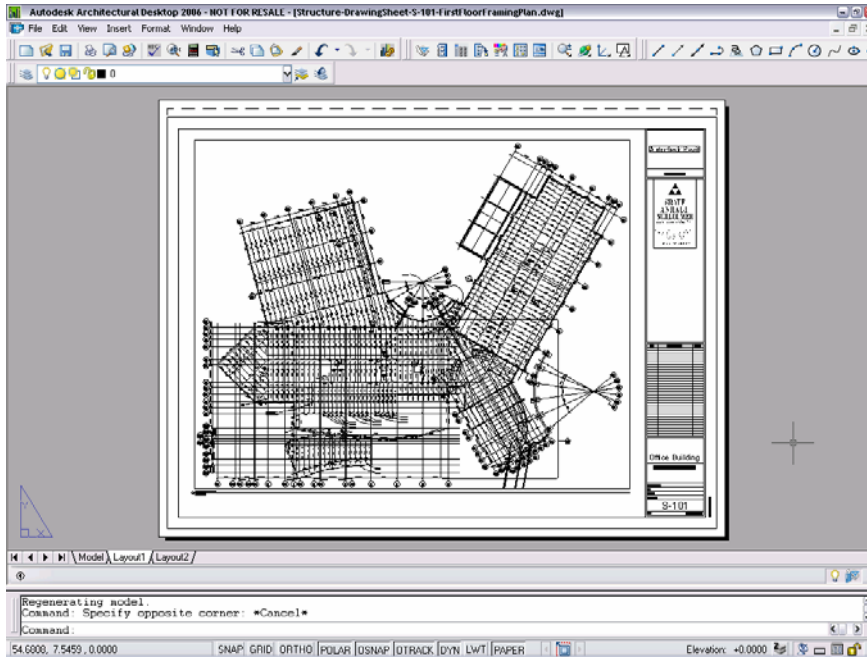 Autodesk Architectural Desktop 2006 - NOT FOR RESALE - [Structure-DrawingSheet-S-101-FirstFloorFramingPlan.dwg]
File Edit View Insert Format Window Help
0
Office Building
S-101
Y
X
Model Layout1 Layout2
Regenerating model.
Command: Specify opposite corner: *Cancel*
Command:
54.6800, 7.5459, 0.0000 SNAP GRID ORTHO POLAR OSNAP OTRACK DYN LWT PAPER Elevation: +0.0000